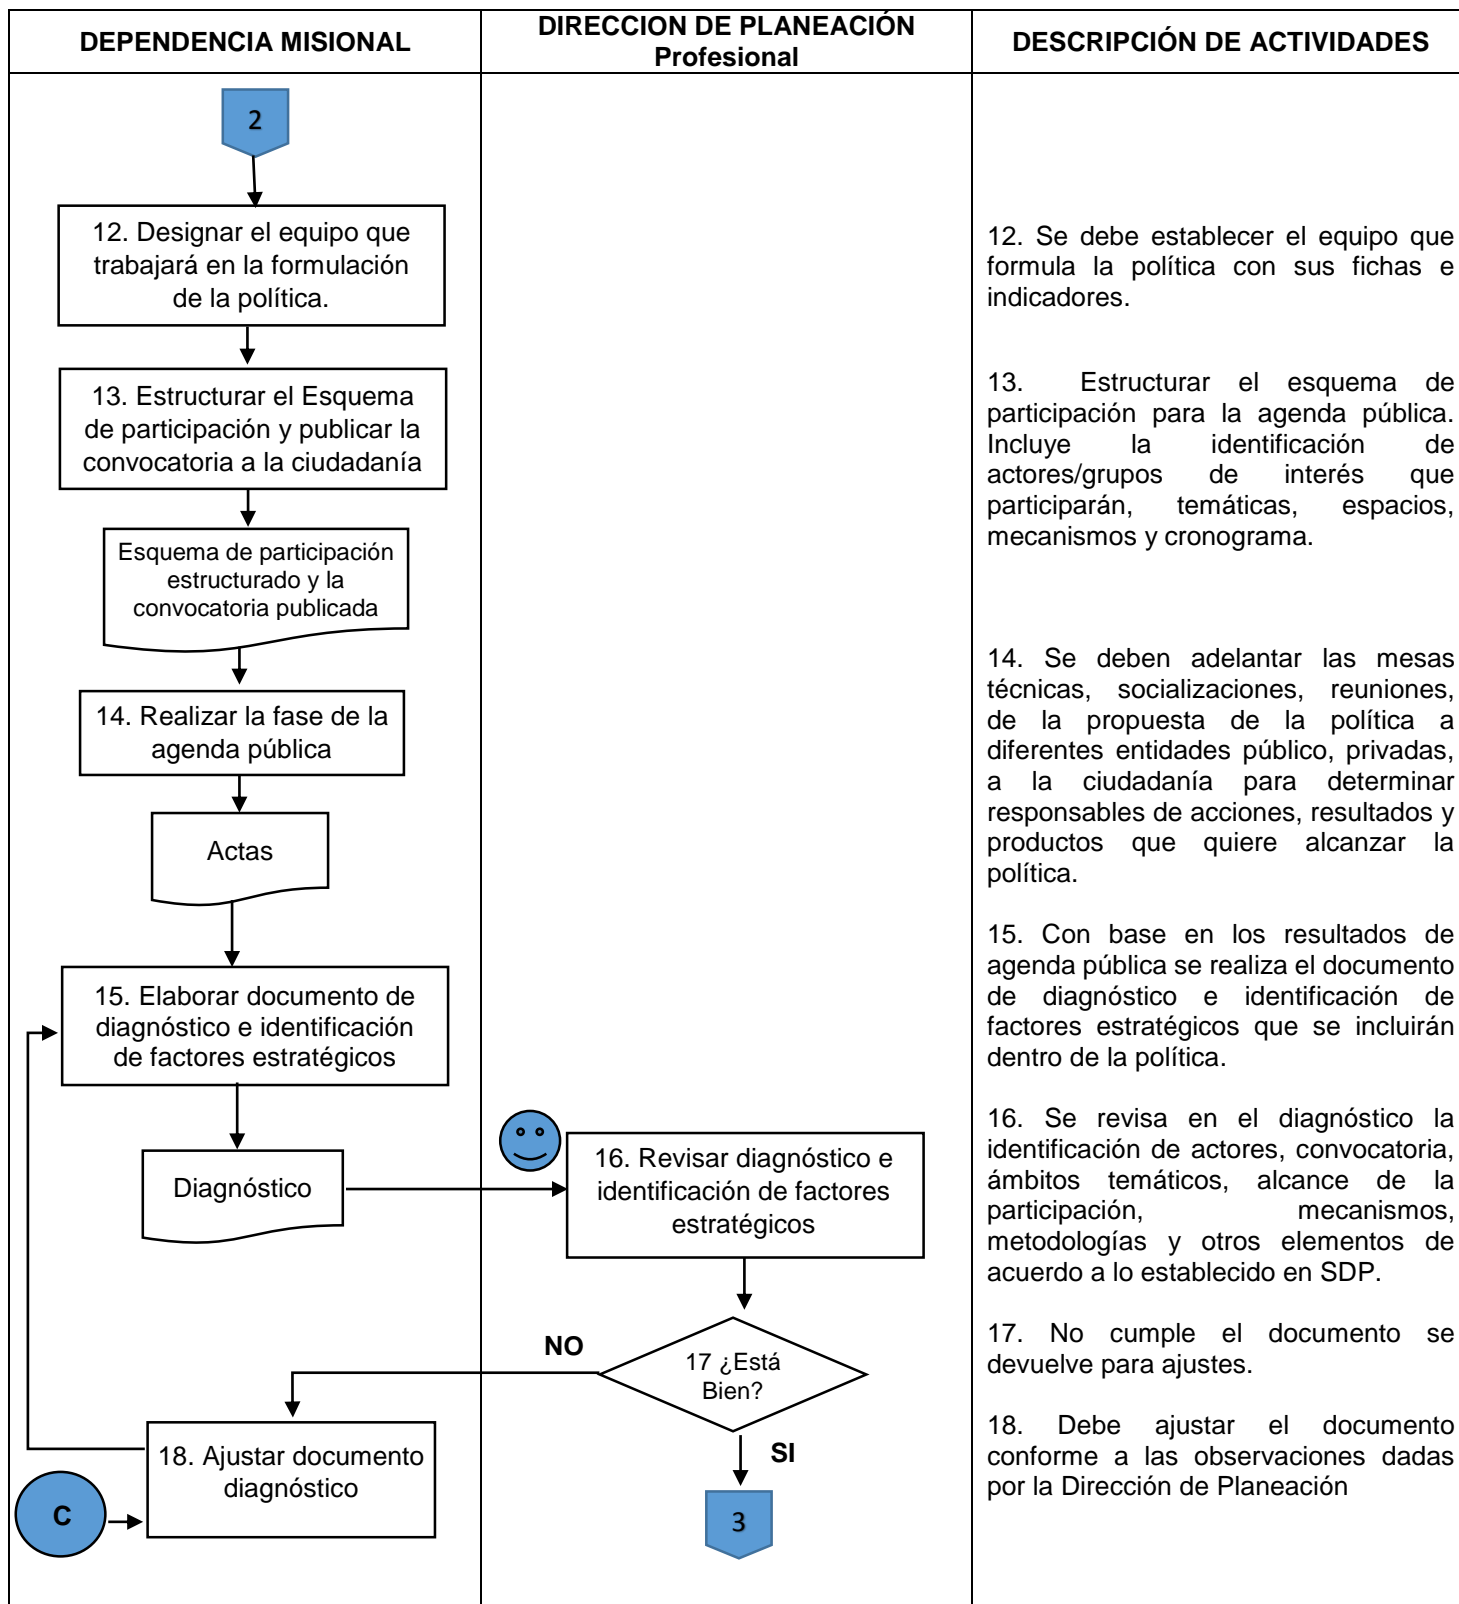 DEPENDENCIA MISIONAL
DIRECCION DE PLANEACIÓN
Profesional
DESCRIPCIÓN DE ACTIVIDADES
2
12. Designar el equipo que
trabajará en la formulación
de la política.
13. Estructurar el Esquema
de participación y publicar la
convocatoria a la ciudadanía
Esquema de participación
estructurado y la
convocatoria publicada
14. Realizar la fase de la
agenda pública
Actas
15. Elaborar documento de
diagnóstico e identificación
de factores estratégicos
Diagnóstico
18. Ajustar documento
diagnóstico
C
16. Revisar diagnóstico e
identificación de factores
estratégicos
NO
17 ¿Está
Bien?
SI
3
12. Se debe establecer el equipo que
formula la política con sus fichas e
indicadores.
13. Estructurar el esquema de
participación para la agenda pública.
Incluye la identificación de
actores/grupos de interés que
participarán, temáticas, espacios,
mecanismos y cronograma.
14. Se deben adelantar las mesas
técnicas, socializaciones, reuniones,
de la propuesta de la política a
diferentes entidades público, privadas,
a la ciudadanía para determinar
responsables de acciones, resultados y
productos que quiere alcanzar la
política.
15. Con base en los resultados de
agenda pública se realiza el documento
de diagnóstico e identificación de
factores estratégicos que se incluirán
dentro de la política.
16. Se revisa en el diagnóstico la
identificación de actores, convocatoria,
ámbitos temáticos, alcance de la
participación, mecanismos,
metodologías y otros elementos de
acuerdo a lo establecido en SDP.
17. No cumple el documento se
devuelve para ajustes.
18. Debe ajustar el documento
conforme a las observaciones dadas
por la Dirección de Planeación